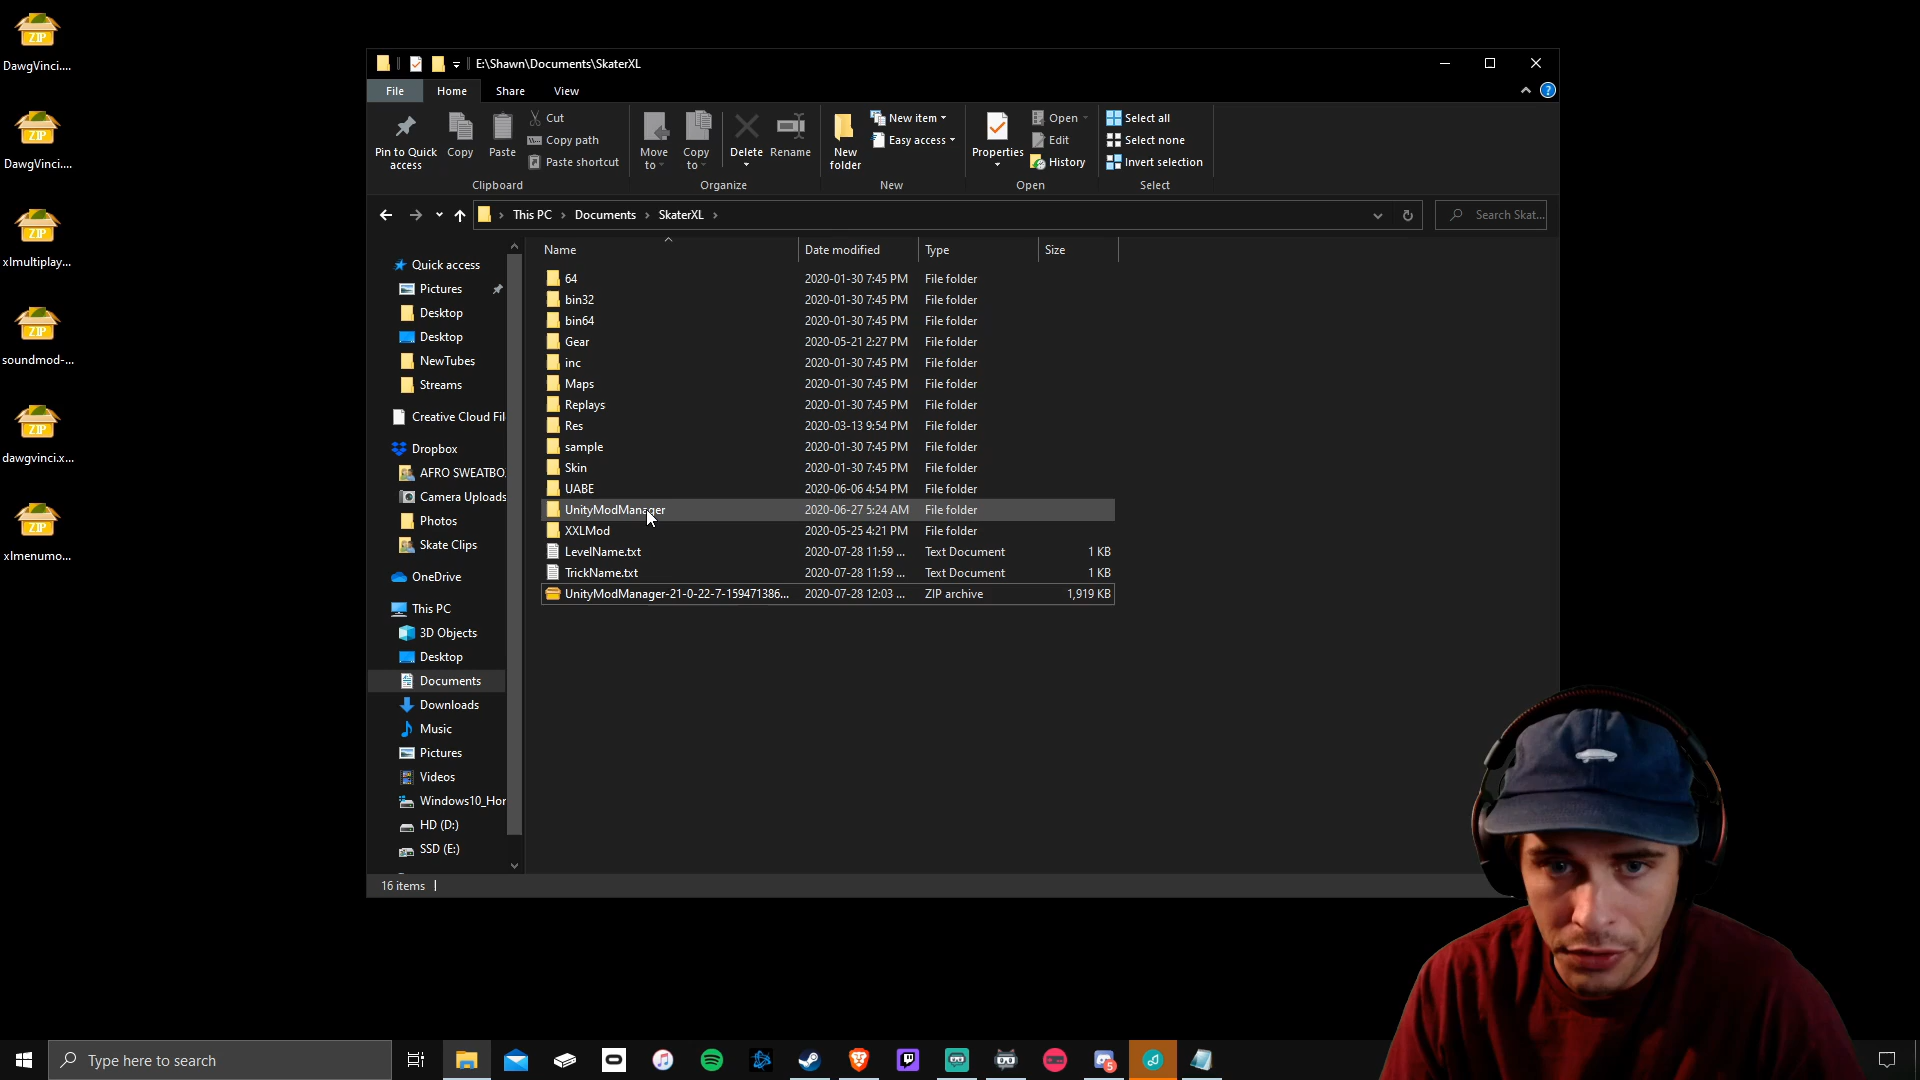 DawgVinci....
DawgVinci....
xlmultiplay...
soundmod-...
dawgvinci.x...
xlmenumo...
E:\Shawn\Documents\SkaterXL
File
Home
Share
View
Pin to Quick access
Copy
Paste
Cut
Copy path
Paste shortcut
Clipboard
Move to
Copy to
Delete
Rename
Organize
New folder
New item
Easy access
New
Properties
Open
Edit
History
Open
Select all
Select none
Invert selection
Select
This PC > Documents > SkaterXL >
Search Skat...
Name
Date modified
Type
Size
Quick access
Pictures
Desktop
Desktop
NewTubes
Streams
Creative Cloud Fil
Dropbox
AFRO SWEATBO
Camera Uploads
Photos
Skate Clips
OneDrive
This PC
3D Objects
Desktop
Documents
Downloads
Music
Pictures
Videos
Windows10_Hor
HD (D:)
SSD (E:)
64 2020-01-30 7:45 PM File folder
bin32 2020-01-30 7:45 PM File folder
bin64 2020-01-30 7:45 PM File folder
Gear 2020-05-21 2:27 PM File folder
inc 2020-01-30 7:45 PM File folder
Maps 2020-01-30 7:45 PM File folder
Replays 2020-01-30 7:45 PM File folder
Res 2020-03-13 9:54 PM File folder
sample 2020-01-30 7:45 PM File folder
Skin 2020-01-30 7:45 PM File folder
UABE 2020-06-06 4:54 PM File folder
UnityModManager 2020-06-27 5:24 AM File folder
XXLMod 2020-05-25 4:21 PM File folder
LevelName.txt 2020-07-28 11:59 ... Text Document 1 KB
TrickName.txt 2020-07-28 11:59 ... Text Document 1 KB
UnityModManager-21-0-22-7-159471386... 2020-07-28 12:03 ... ZIP archive 1,919 KB
16 items
Type here to search
5